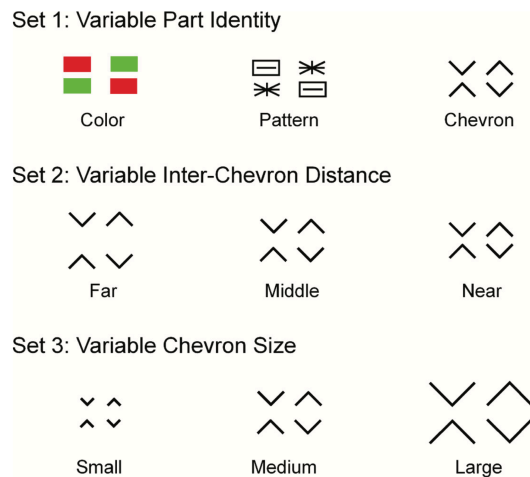 Set 1: Variable Part Identity
Color Pattern Chevron
Set 2: Variable Inter-Chevron Distance
Far Middle Near
Set 3: Variable Chevron Size
Small Medium Large